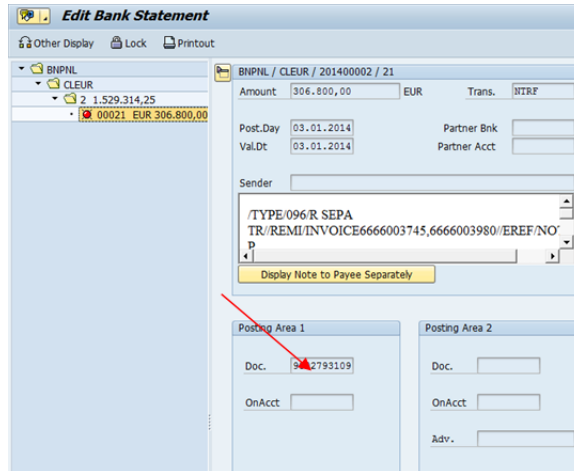 Edit Bank Statement
Other Display Lock Printout
BNPNL
CLEUR
2 1.529.314,25
00021 EUR 306.800,00
BNPNL / CLEUR / 201400002 / 21
Amount 306.800,00 EUR Trans. NTRF
Post.Day 03.01.2014 Partner Bnk
Val.Dt 03.01.2014 Partner Acct
Sender
/TYPE/096/R SEPA
TR//REMI/INVOICE6666003745,6666003980//EREF/NO
Display Note to Payee Separately
Posting Area 1 Posting Area 2
Doc. Doc.
OnAcct OnAcct
Adv.